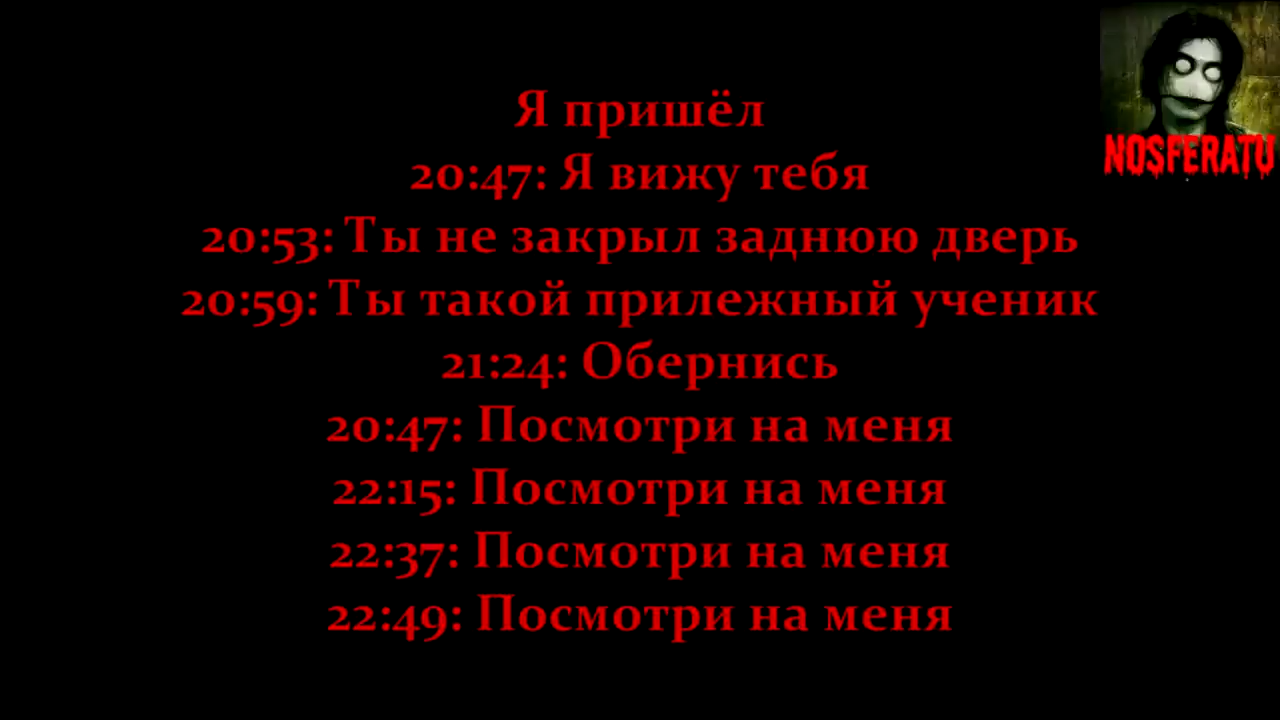 Я пришёл
20:47: Я вижу тебя
20:53: Ты не закрыл заднюю дверь
20:59: Ты такой прилежный ученик
21:24: Обернись
20:47: Посмотри на меня
22:15: Посмотри на меня
22:37: Посмотри на меня
22:49: Посмотри на меня
NOSFERATU